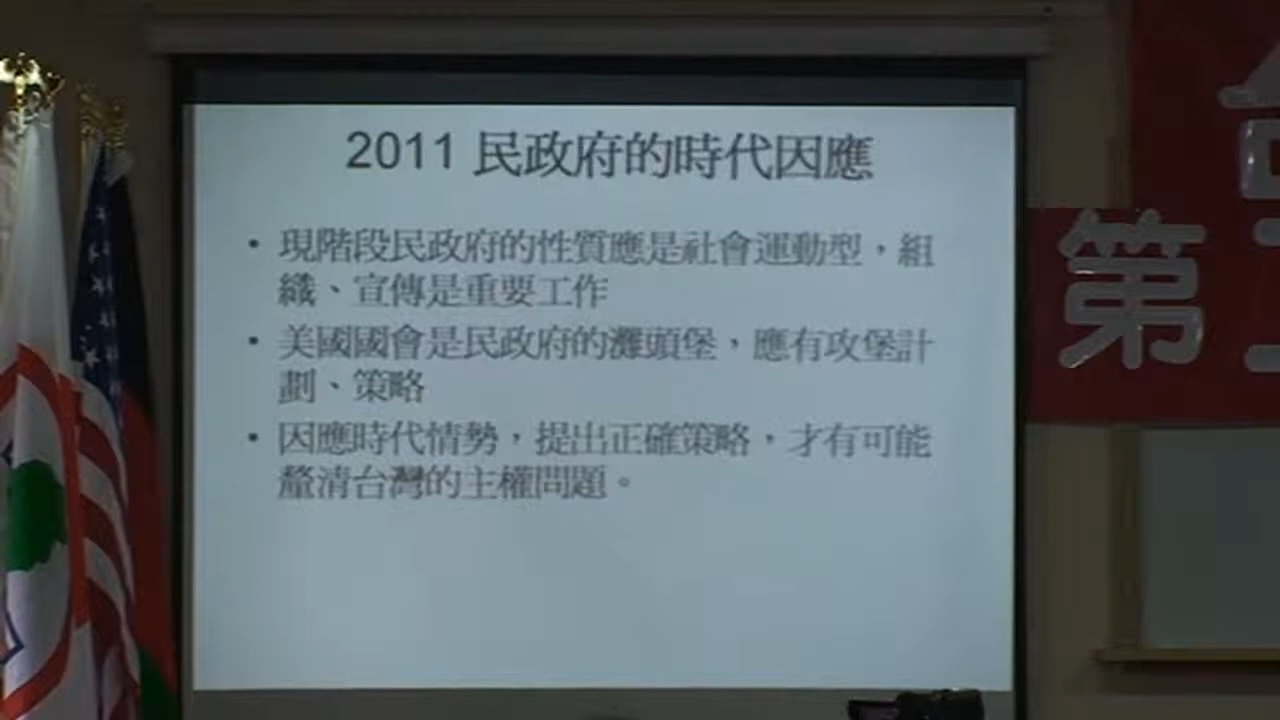 2011 民政府的時代因應
• 現階段民政府的性質應是社會運動型，組
織、宣傳是重要工作
• 美國國會是民政府的灘頭堡，應有攻堡計
劃、策略
• 因應時代情勢，提出正確策略，才有可能
釐清台灣的主權問題。
第